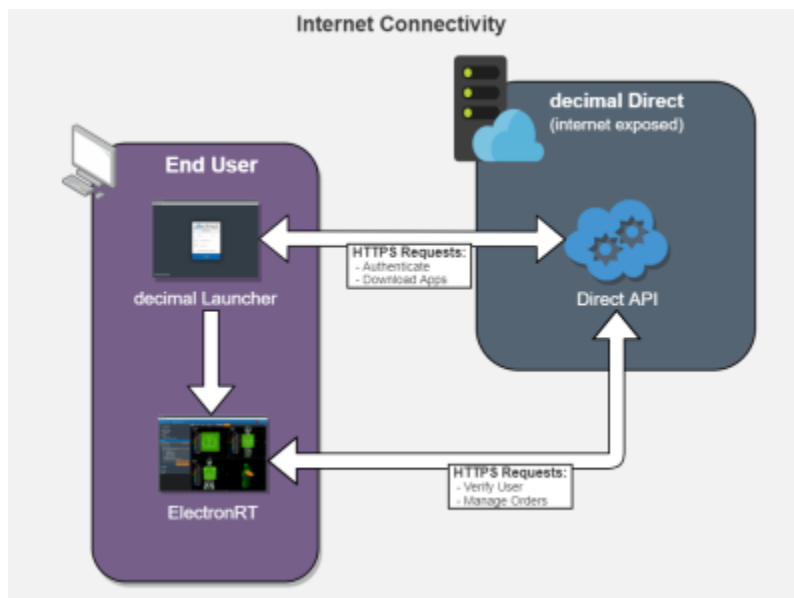 Internet Connectivity
decimal Direct
(internet exposed)
End User
HTTPS Requests:
- Authenticate
- Download Apps
decimal Launcher
Direct API
HTTPS Requests:
- Verify User
- Manage Orders
ElectronRT